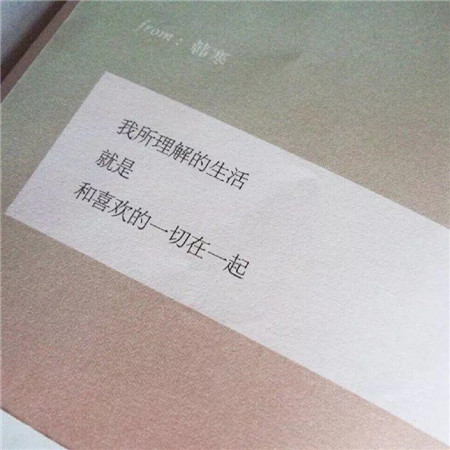 from：韩寒
我所理解的生活
就是
和喜欢的一切在一起